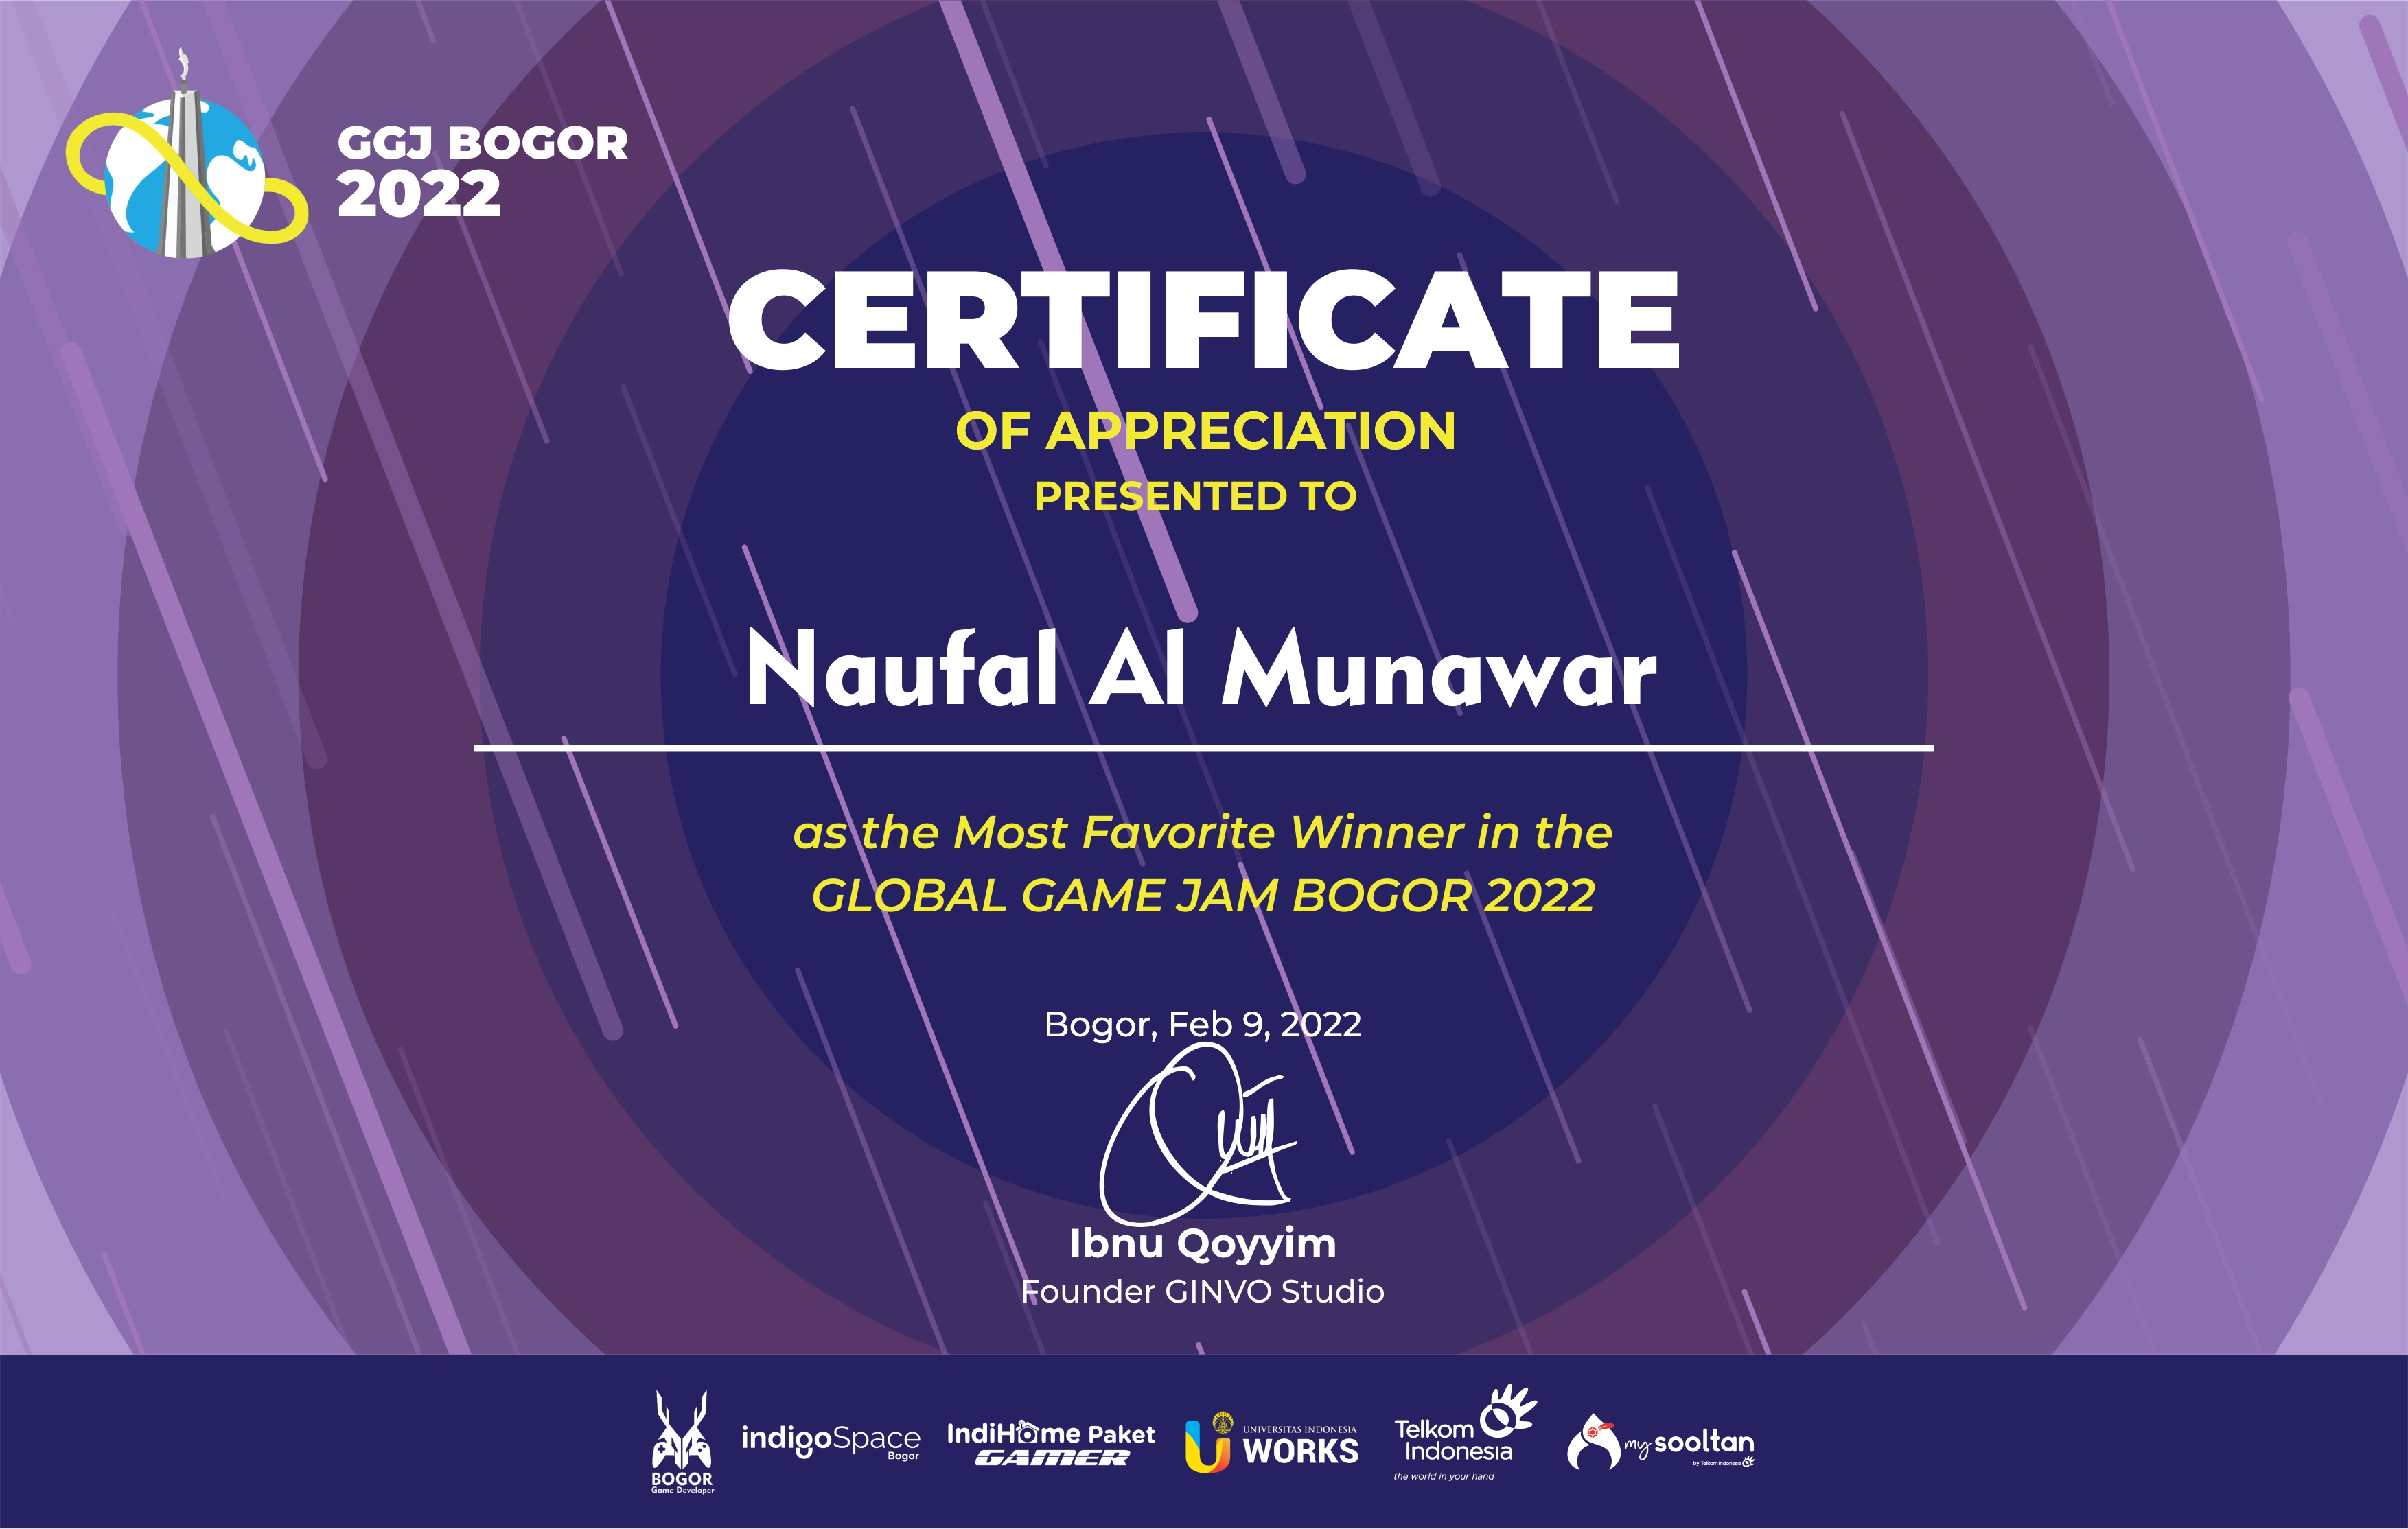 GGJ BOGOR
2022
CERTIFICATE
OF APPRECIATION
PRESENTED TO
Naufal Al Munawar
as the Most Favorite Winner in the
GLOBAL GAME JAM BOGOR 2022
Bogor, Feb 9, 2022
Ibnu Qoyyim
Founder GINVO Studio
BOGOR
Game Developer
indigoSpace
Bogor
IndiHome Paket
GAMER
UNIVERSITAS INDONESIA
WORKS
Telkom
Indonesia
the world in your hand
my sooltan
by Telkom Indonesia